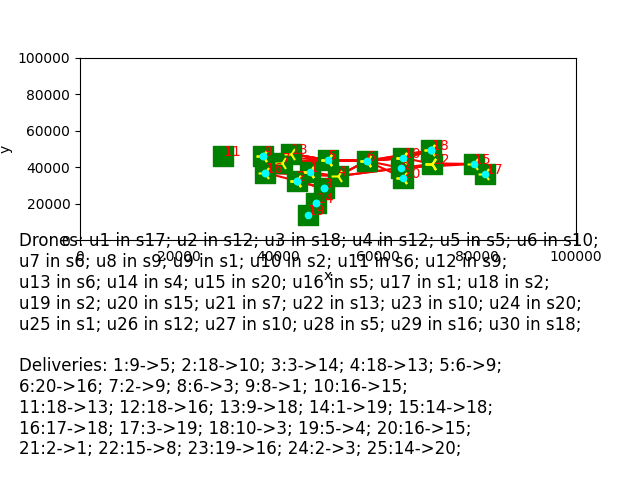 100000
80000
60000
40000
20000
0
0 20000 40000 60000 80000 100000
x
y
11
Drones: u1 in s17; u2 in s12; u3 in s18; u4 in s12; u5 in s5; u6 in s10;
u7 in s6; u8 in s9; u9 in s1; u10 in s2; u11 in s6; u12 in s9;
u13 in s6; u14 in s4; u15 in s20; u16 in s5; u17 in s1; u18 in s2;
u19 in s2; u20 in s15; u21 in s7; u22 in s13; u23 in s10; u24 in s20;
u25 in s1; u26 in s12; u27 in s10; u28 in s5; u29 in s16; u30 in s18;
Deliveries: 1:9->5; 2:18->10; 3:3->14; 4:18->13; 5:6->9;
6:20->16; 7:2->9; 8:6->3; 9:8->1; 10:16->15;
11:18->13; 12:18->16; 13:9->18; 14:1->19; 15:14->18;
16:17->18; 17:3->19; 18:10->3; 19:5->4; 20:16->15;
21:2->1; 22:15->8; 23:19->16; 24:2->3; 25:14->20;